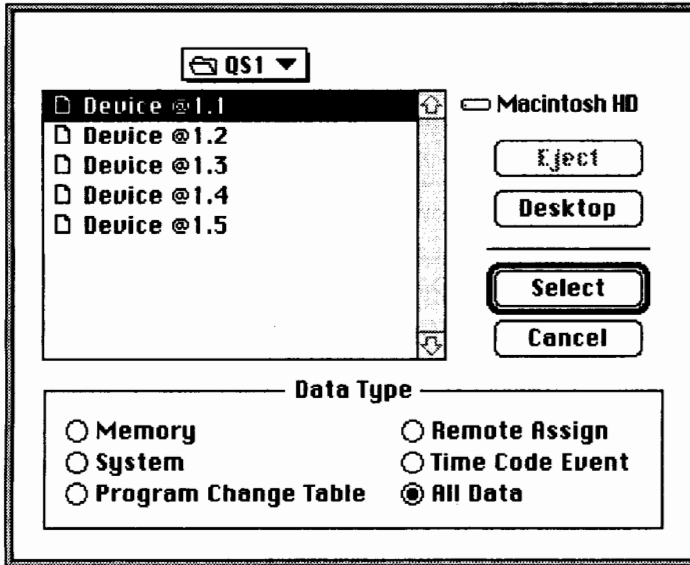 QS1
Device @1.1
Device @1.2
Device @1.3
Device @1.4
Device @1.5
Macintosh HD
Eject
Desktop
Select
Cancel
Data Type
Memory
System
Program Change Table
Remote Assign
Time Code Event
All Data